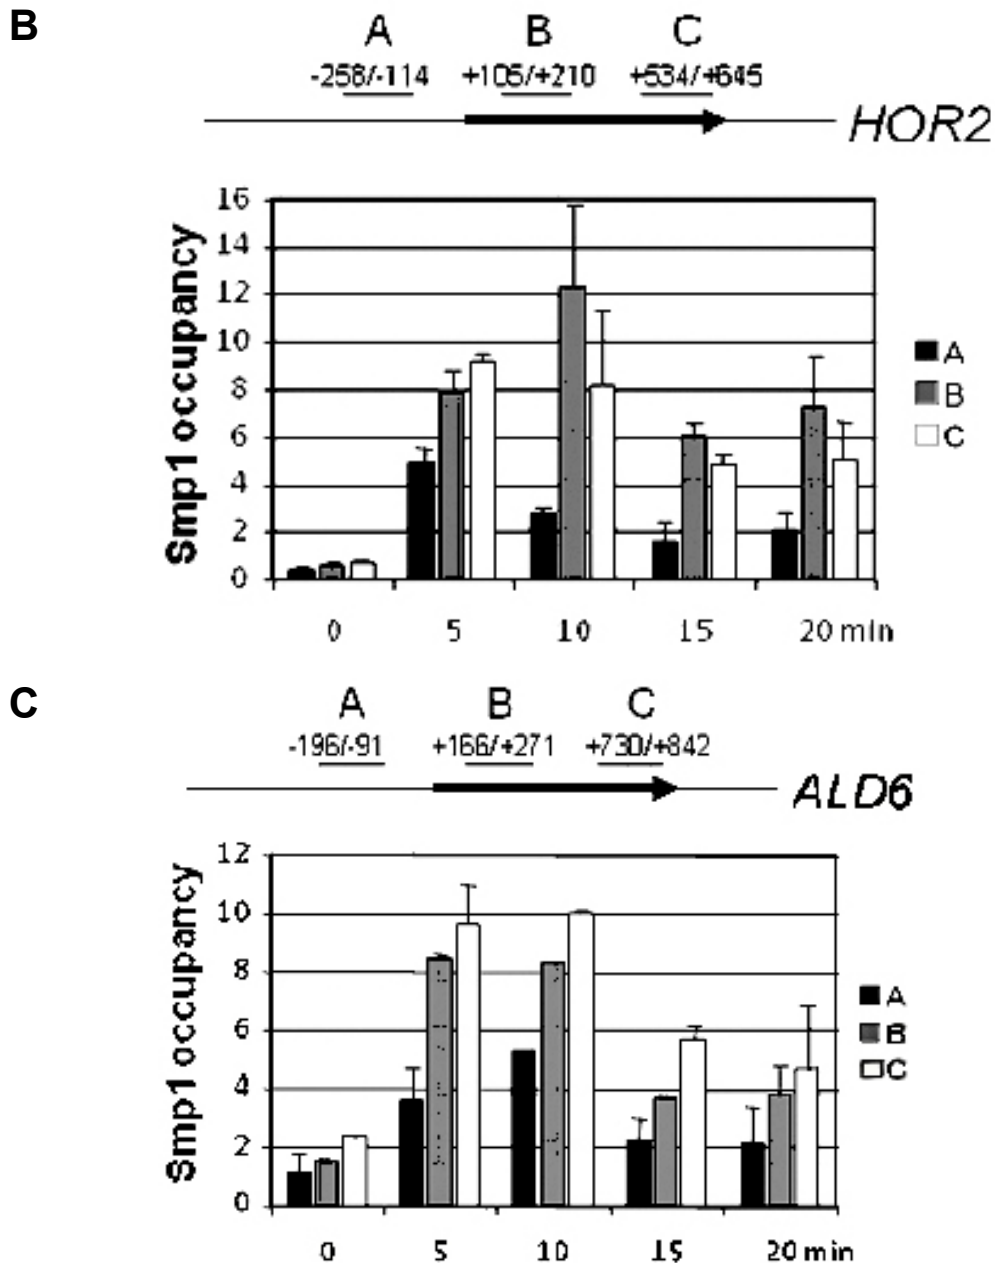 B
A B C
-258/-114 +105/+210 +534/+645
HOR2
Smp1 occupancy
16
14
12
10
8
6
4
2
0
A
B
C
0 5 10 15 20 min
C
A B C
-196/-91 +166/+271 +730/+842
ALD6
Smp1 occupancy
12
10
8
6
4
2
0
A
B
C
0 5 10 15 20 min